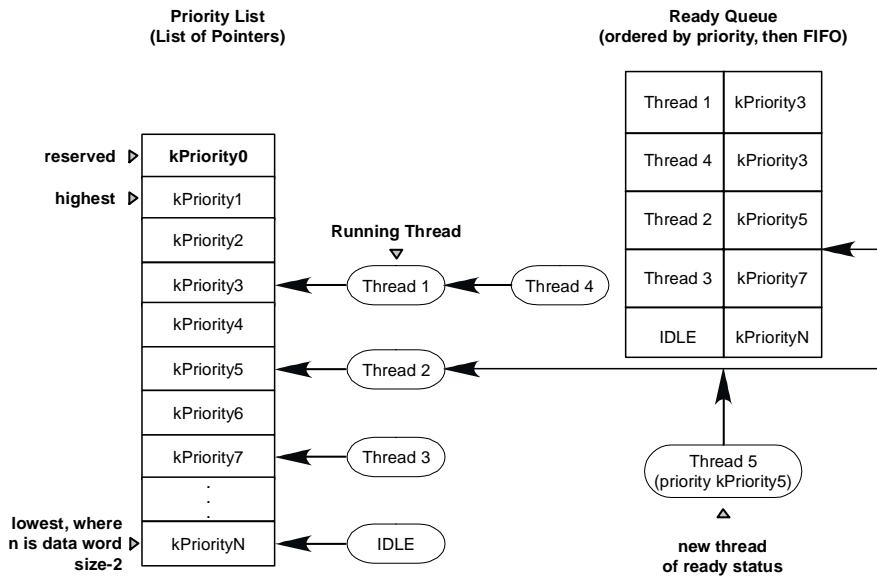 Priority List
(List of Pointers)
Ready Queue
(ordered by priority, then FIFO)
Thread 1 kPriority3
Thread 4 kPriority3
Thread 2 kPriority5
Thread 3 kPriority7
IDLE kPriorityN
reserved
kPriority0
highest
kPriority1
kPriority2
kPriority3
kPriority4
kPriority5
kPriority6
kPriority7
.
.
.
lowest, where
n is data word
size-2
kPriorityN
Running Thread
Thread 1
Thread 4
Thread 2
Thread 3
IDLE
Thread 5
(priority kPriority5)
new thread
of ready status